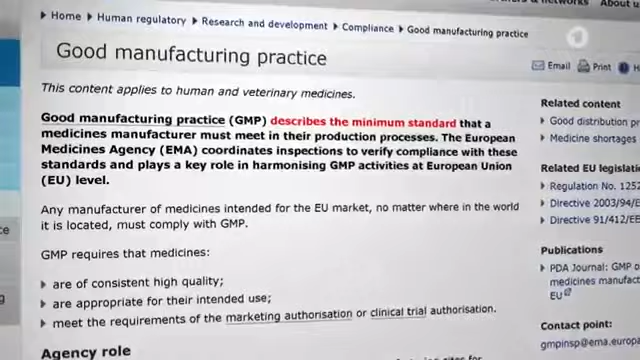 About u
Home Human regulatory Research and development Compliance Good manufacturing practice
Good manufacturing practice
Email Print
This content applies to human and veterinary medicines.
Good manufacturing practice (GMP) describes the minimum standard that a
medicines manufacturer must meet in their production processes. The European
Medicines Agency (EMA) coordinates inspections to verify compliance with these
standards and plays a key role in harmonising GMP activities at European Union
(EU) level.
Any manufacturer of medicines intended for the EU market, no matter where in the world
it is located, must comply with GMP.
GMP requires that medicines:
are of consistent high quality;
are appropriate for their intended use;
meet the requirements of the marketing authorisation or clinical trial authorisation.
Agency role
Related content
Good distribution pr
Medicine shortages
Related EU legislatio
Regulation No. 1252
Directive 2003/94/E
Directive 91/412/EE
Publications
PDA Journal: GMP o
medicines manufact
EU
Contact point:
gmpinsp@ema.europe